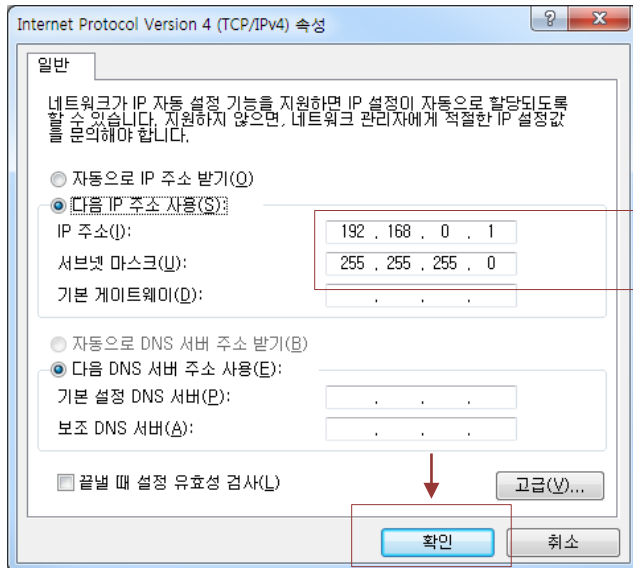 Internet Protocol Version 4 (TCP/IPv4) 속성
일반
네트워크가 IP 자동 설정 기능을 지원하면 IP 설정이 자동으로 할당되도록
할 수 있습니다. 지원하지 않으면, 네트워크 관리자에게 적절한 IP 설정값
을 문의해야 합니다.
자동으로 IP 주소 받기(O)
다음 IP 주소 사용(S):
IP 주소(I): 192 . 168 . 0 . 1
서브넷 마스크(U): 255 . 255 . 255 . 0
기본 게이트웨이(D): . . .
자동으로 DNS 서버 주소 받기(B)
다음 DNS 서버 주소 사용(E):
기본 설정 DNS 서버(P): . . .
보조 DNS 서버(A): . . .
끝낼 때 설정 유효성 검사(L)
고급(V)...
확인 취소